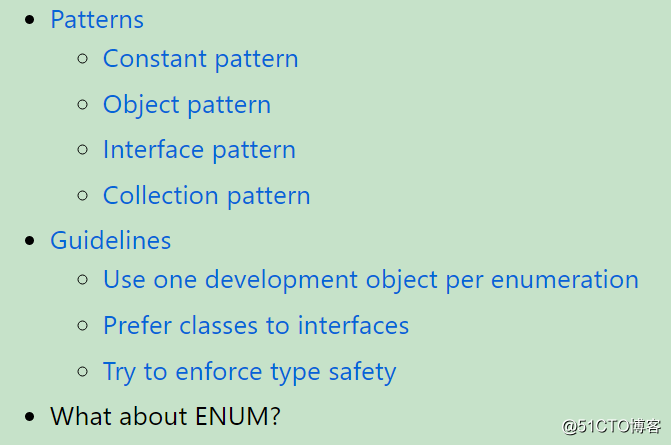 Patterns
Constant pattern
Object pattern
Interface pattern
Collection pattern
Guidelines
Use one development object per enumeration
Prefer classes to interfaces
Try to enforce type safety
What about ENUM?
@51CTO博客